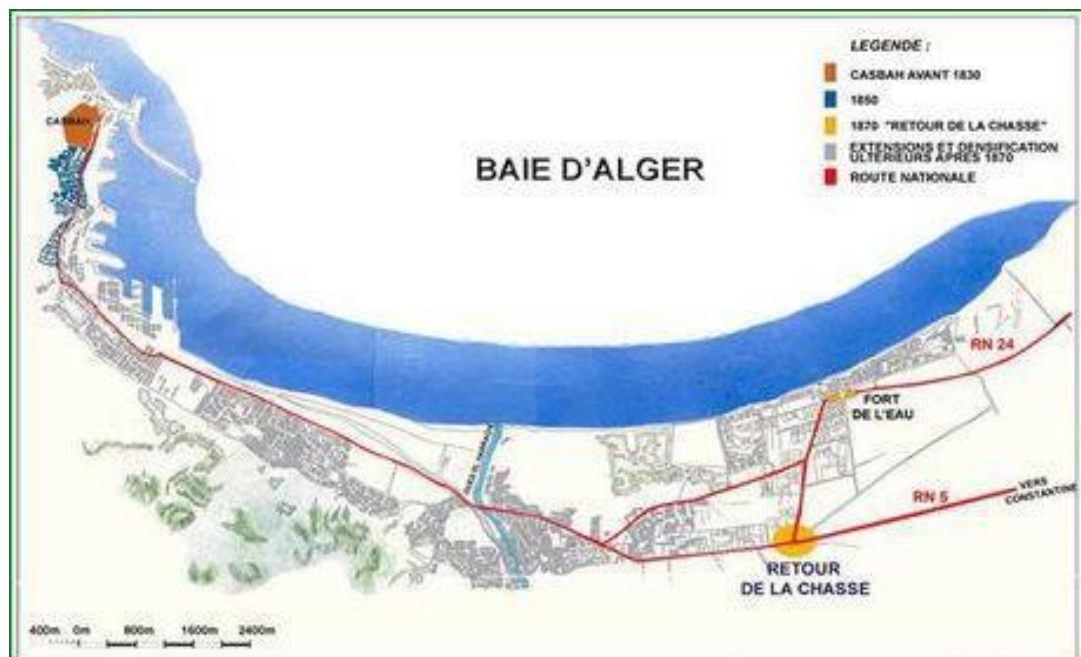 LEGENDE :
CASBAH AVANT 1830
1850
1870 "RETOUR DE LA CHASSE"
EXTENSIONS ET DENSIFICATION
ULTERIEURS APRÈS 1870
ROUTE NATIONALE
BAIE D'ALGER
CASBAH
RN 24
FORT
DE L'EAU
RN 5
VERS
CONSTANTINE
RETOUR
DE LA CHASSE
400m 0m 800m 1600m 2400m